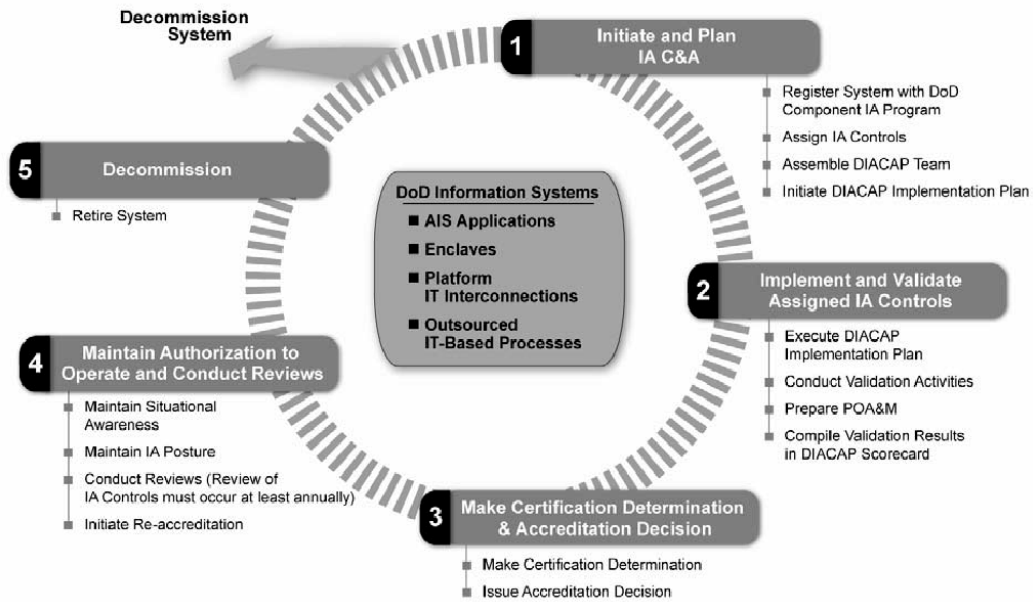 Decommission
System
1
Initiate and Plan
IA C&A
Register System with DoD
Component IA Program
Assign IA Controls
Assemble DIACAP Team
Initiate DIACAP Implementation Plan
2
Implement and Validate
Assigned IA Controls
Execute DIACAP
Implementation Plan
Conduct Validation Activities
Prepare POA&M
Compile Validation Results
in DIACAP Scorecard
3
Make Certification Determination
& Accreditation Decision
Make Certification Determination
Issue Accreditation Decision
4
Maintain Authorization to
Operate and Conduct Reviews
Maintain Situational
Awareness
Maintain IA Posture
Conduct Reviews (Review of
IA Controls must occur at least annually)
Initiate Re-accreditation
5
Decommission
Retire System
DoD Information Systems
AIS Applications
Enclaves
Platform
IT Interconnections
Outsourced
IT-Based Processes